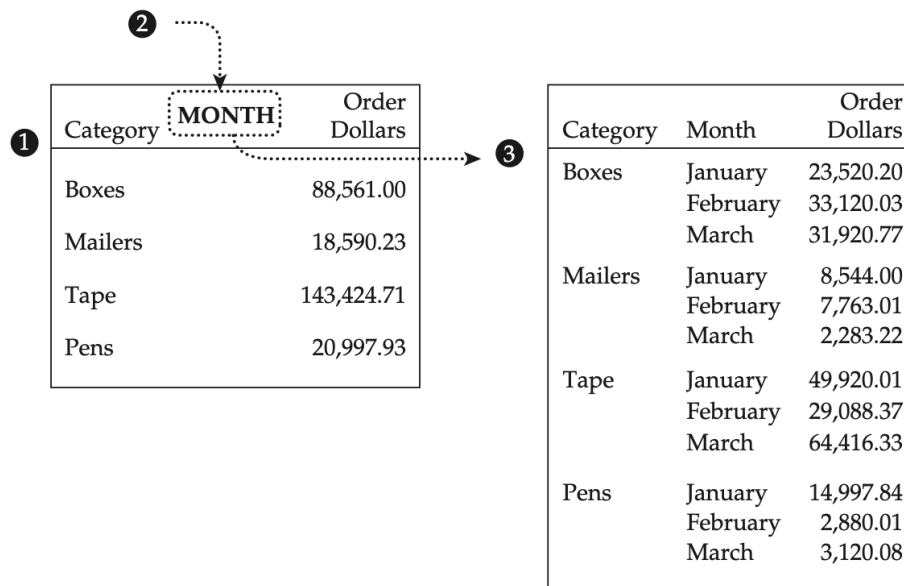 2
1
Category MONTH Order Dollars
Boxes 88,561.00
Mailers 18,590.23
Tape 143,424.71
Pens 20,997.93
3
Category Month Order Dollars
Boxes January 23,520.20
February 33,120.03
March 31,920.77
Mailers January 8,544.00
February 7,763.01
March 2,283.22
Tape January 49,920.01
February 29,088.37
March 64,416.33
Pens January 14,997.84
February 2,880.01
March 3,120.08